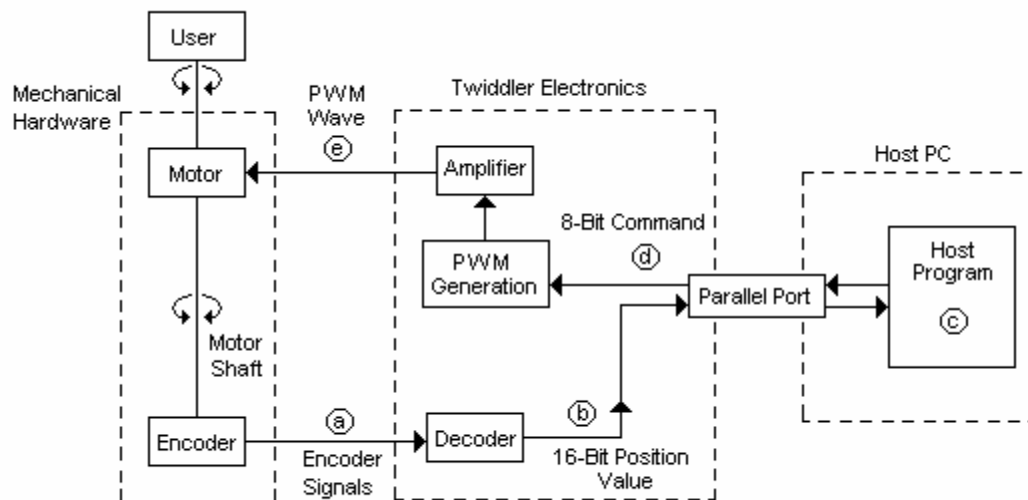 User
Mechanical
Hardware
PWM
Wave
e
Twiddler Electronics
Host PC
Motor
Amplifier
8-Bit Command
d
PWM
Generation
Parallel Port
Host
Program
c
Motor
Shaft
Encoder
a
Encoder
Signals
Decoder
b
16-Bit Position
Value